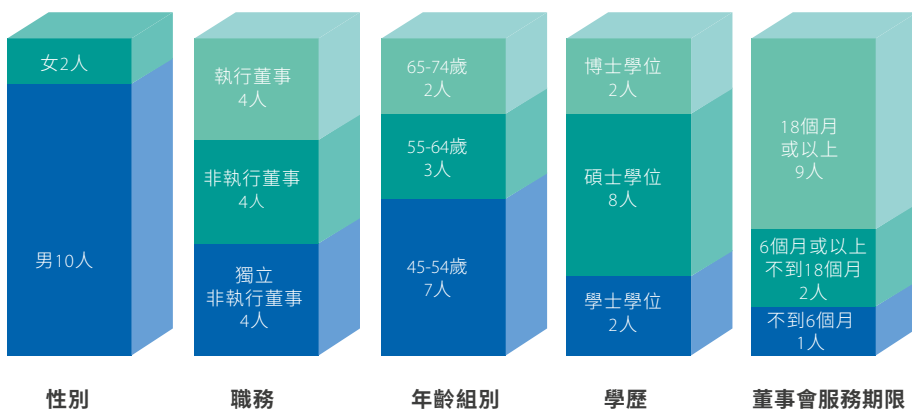 女2人
男10人
性別
執行董事
4人
非執行董事
4人
獨立
非執行董事
4人
職務
65-74歲
2人
55-64歲
3人
45-54歲
7人
年齡組別
博士學位
2人
碩士學位
8人
學士學位
2人
學歷
18個月
或以上
9人
6個月或以上
不到18個月
2人
不到6個月
1人
董事會服務期限